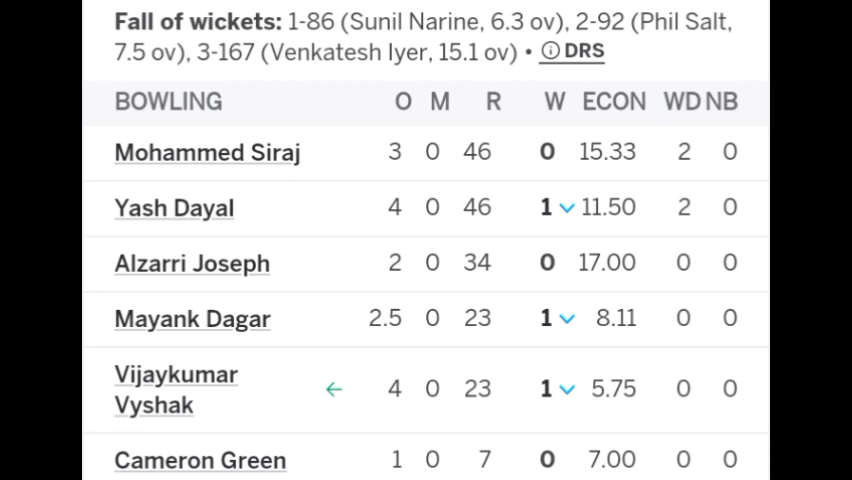 Fall of wickets: 1-86 (Sunil Narine, 6.3 ov), 2-92 (Phil Salt,
7.5 ov), 3-167 (Venkatesh Iyer, 15.1 ov) • ⓘ DRS
BOWLING O M R W ECON WD NB
Mohammed Siraj 3 0 46 0 15.33 2 0
Yash Dayal 4 0 46 1 11.50 2 0
Alzarri Joseph 2 0 34 0 17.00 0 0
Mayank Dagar 2.5 0 23 1 8.11 0 0
Vijaykumar
Vyshak 4 0 23 1 5.75 0 0
Cameron Green 1 0 7 0 7.00 0 0